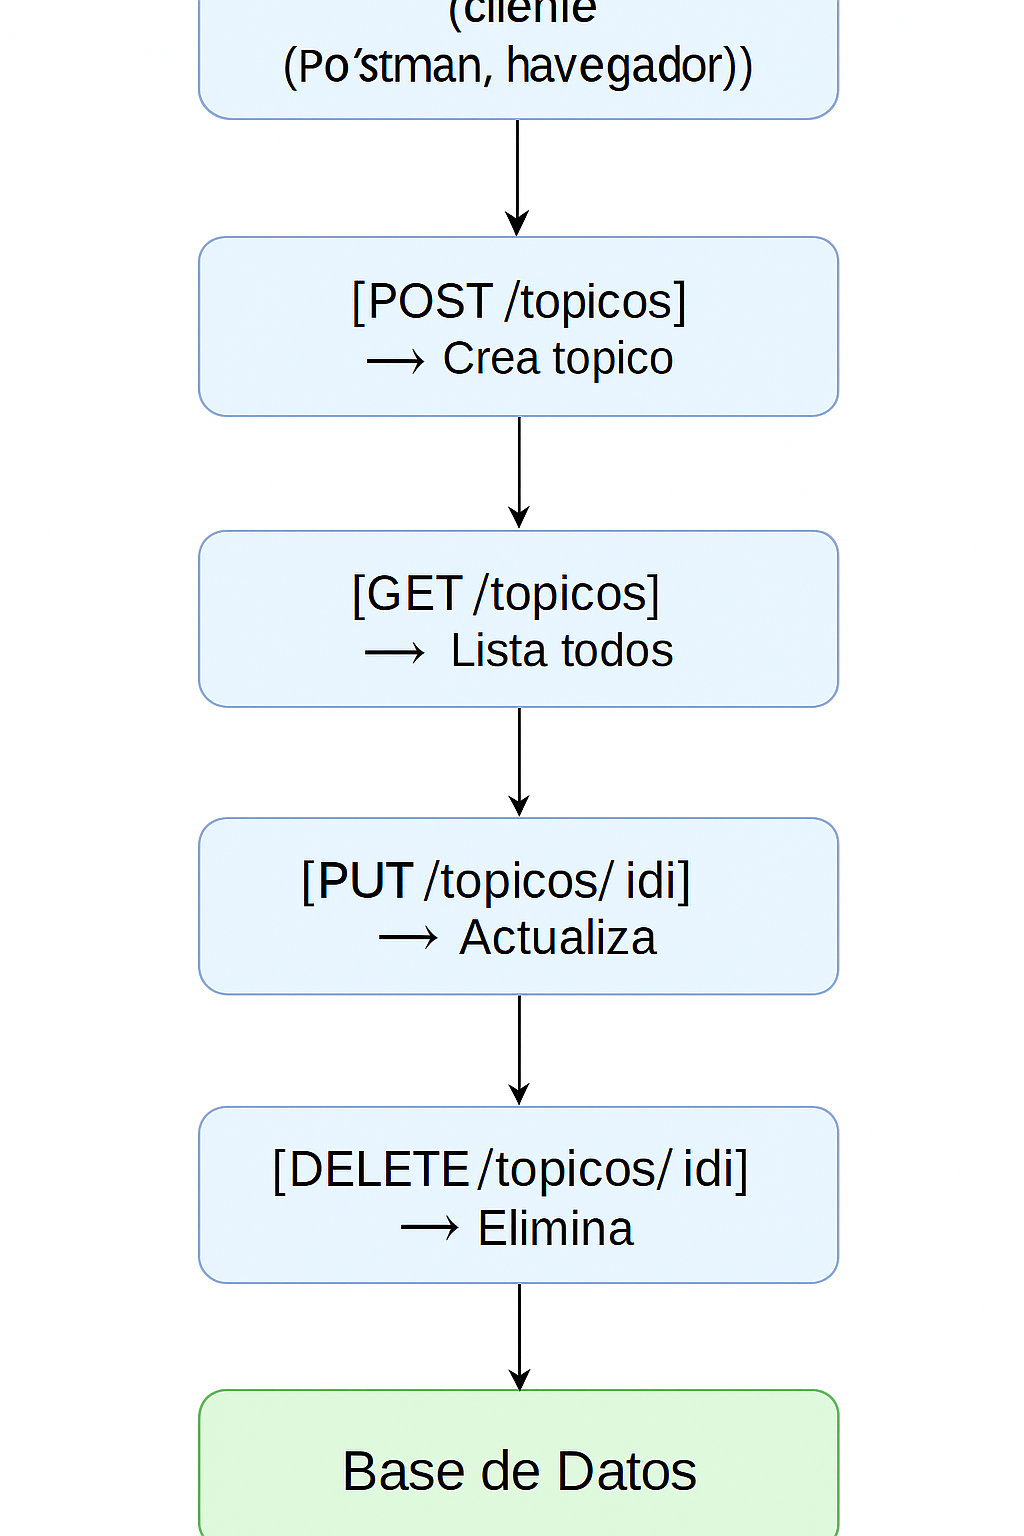 (cliente
(Po'stman, havegador))
[POST /topicos]
→ Crea topico
[GET /topicos]
→ Lista todos
[PUT /topicos/ idi]
→ Actualiza
[DELETE /topicos/ idi]
→ Elimina
Base de Datos